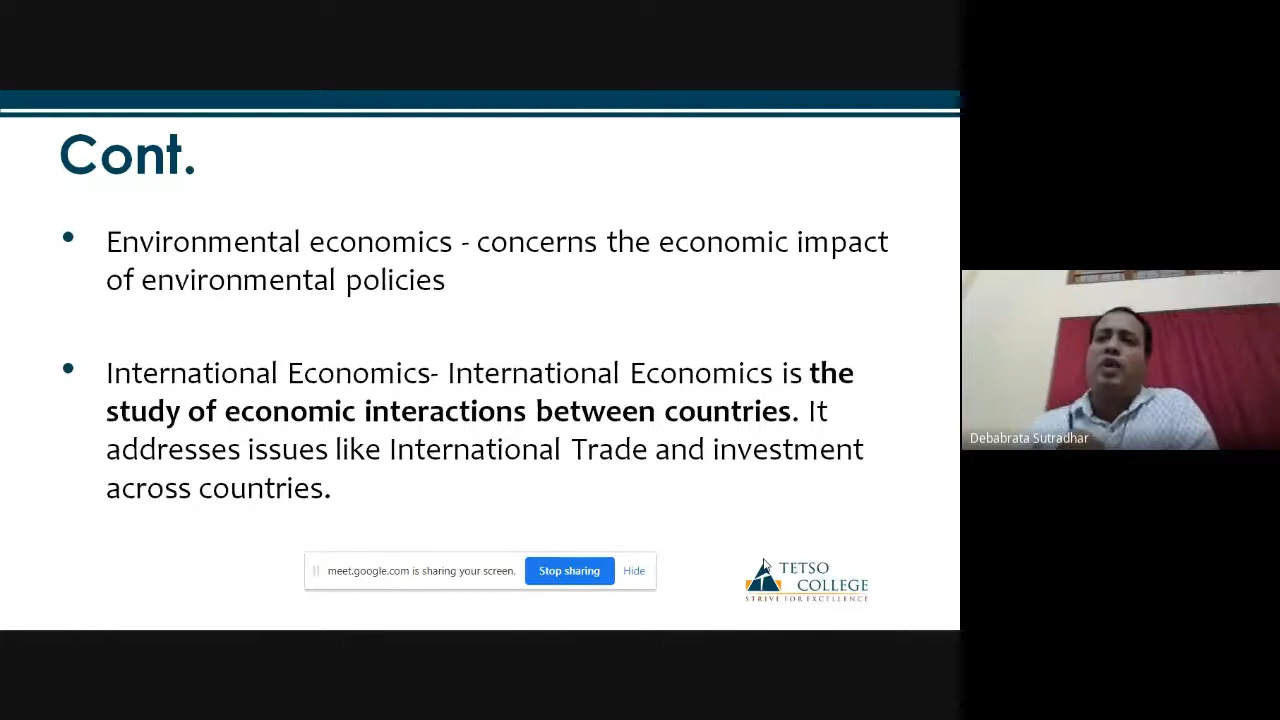 Cont.
• Environmental economics - concerns the economic impact
of environmental policies
• International Economics- International Economics is the
study of economic interactions between countries. It
addresses issues like International Trade and investment
across countries.
meet.google.com is sharing your screen. Stop sharing Hide
TETSO
COLLEGE
STRIVE FOR EXCELLENCE
Debabrata Sutradhar